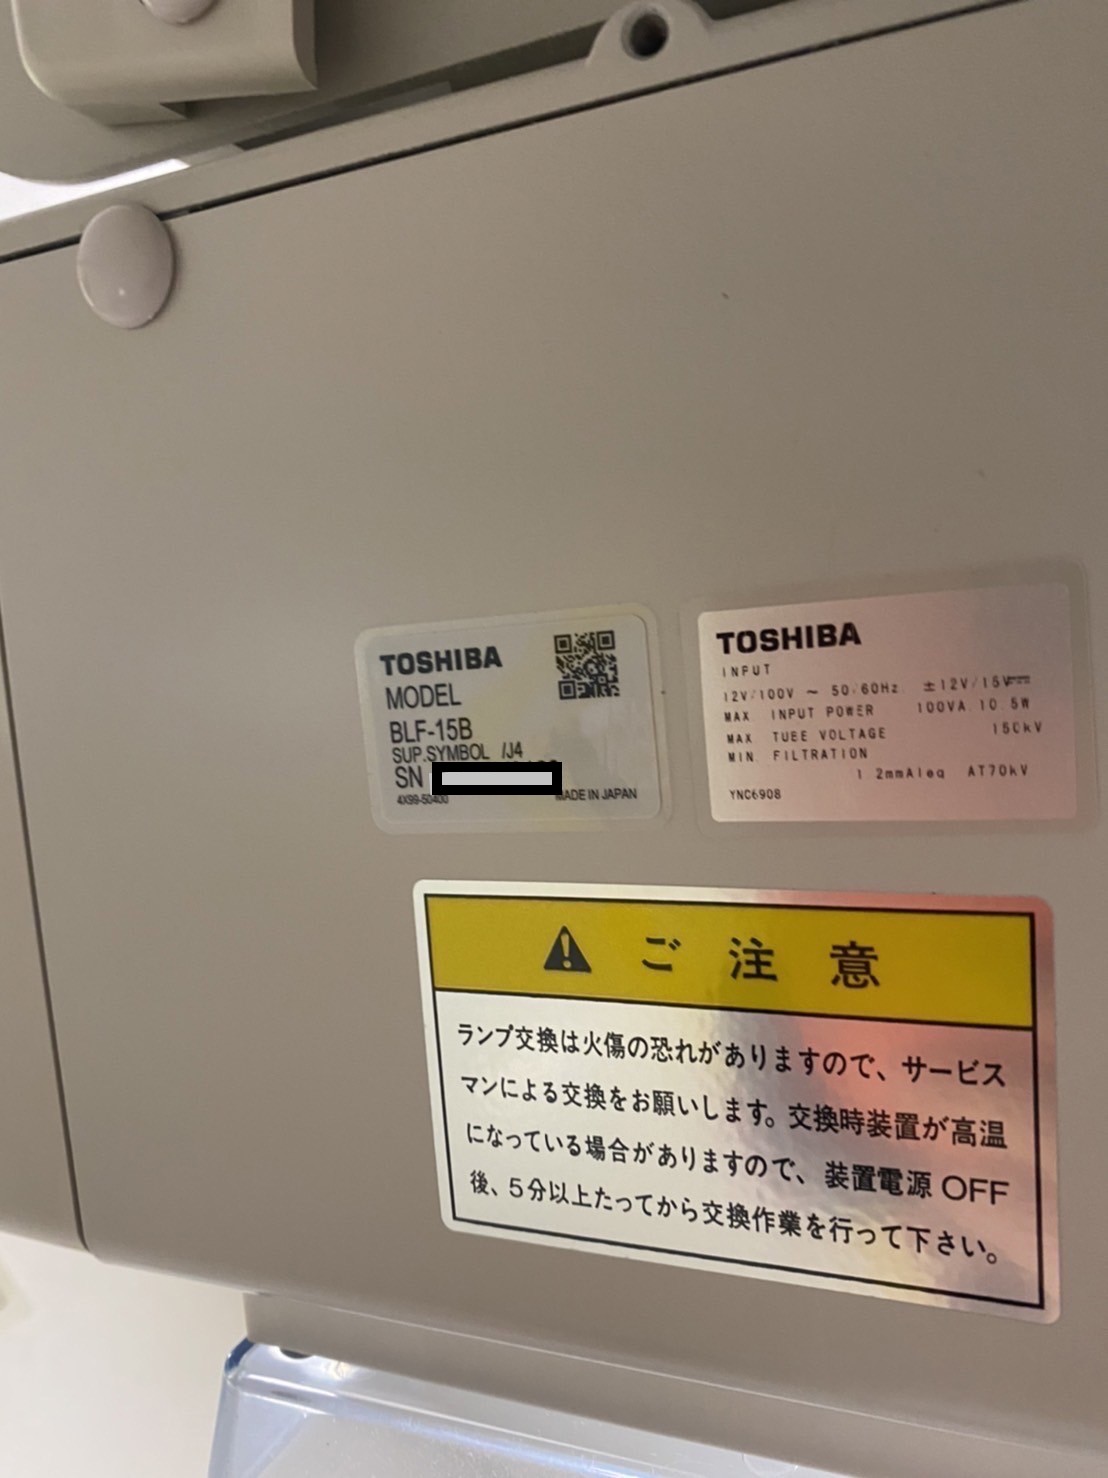 TOSHIBA
MODEL
BLF-15B
SUP.SYMBOL /J4
SN
4X99-50400
MADE IN JAPAN
TOSHIBA
INPUT
12V/100V ～ 50/60Hz ±12V/15V
MAX. INPUT POWER 100VA 10.5W
MAX. TUBE VOLTAGE 150kV
MIN. FILTRATION
1.2mmAleq AT70kV
YNC6908
ご注意
ランプ交換は火傷の恐れがありますので、サービス
マンによる交換をお願いします。交換時装置が高温
になっている場合がありますので、装置電源OFF
後、5分以上たってから交換作業を行って下さい。